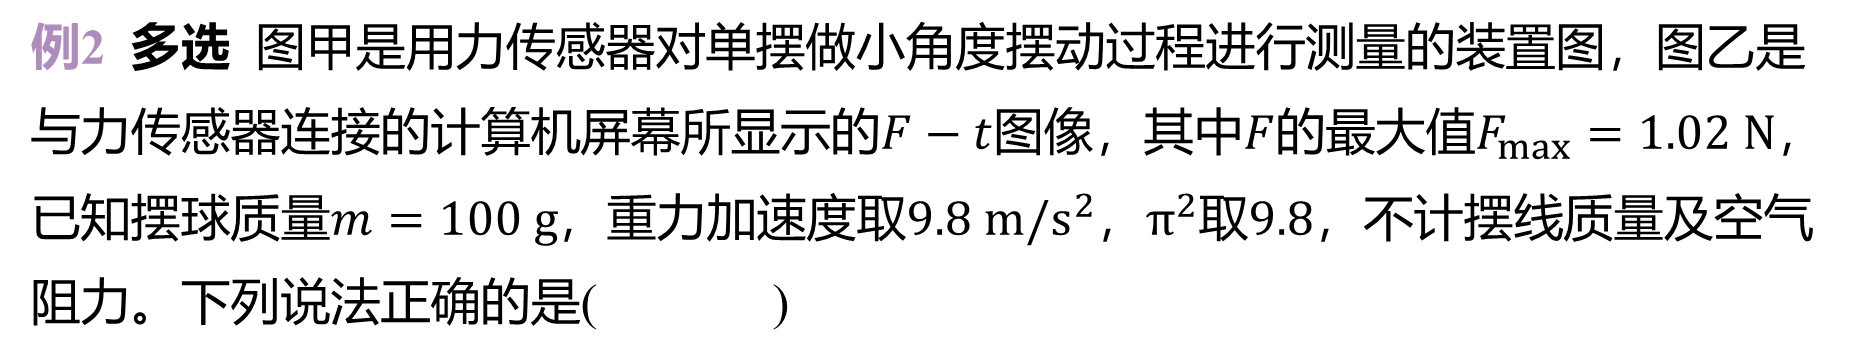 例2 多选 图甲是用力传感器对单摆做小角度摆动过程进行测量的装置图，图乙是
与力传感器连接的计算机屏幕所显示的F − t图像，其中F的最大值Fmax = 1.02 N，
已知摆球质量m = 100 g，重力加速度取9.8 m/s²，π²取9.8，不计摆线质量及空气
阻力。下列说法正确的是(　　　)